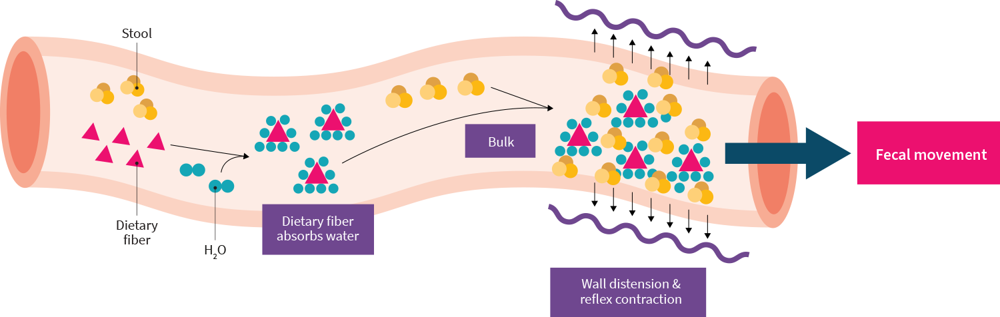 Stool
Dietary
fiber
H₂O
Dietary fiber
absorbs water
Bulk
Wall distension &
reflex contraction
Fecal movement